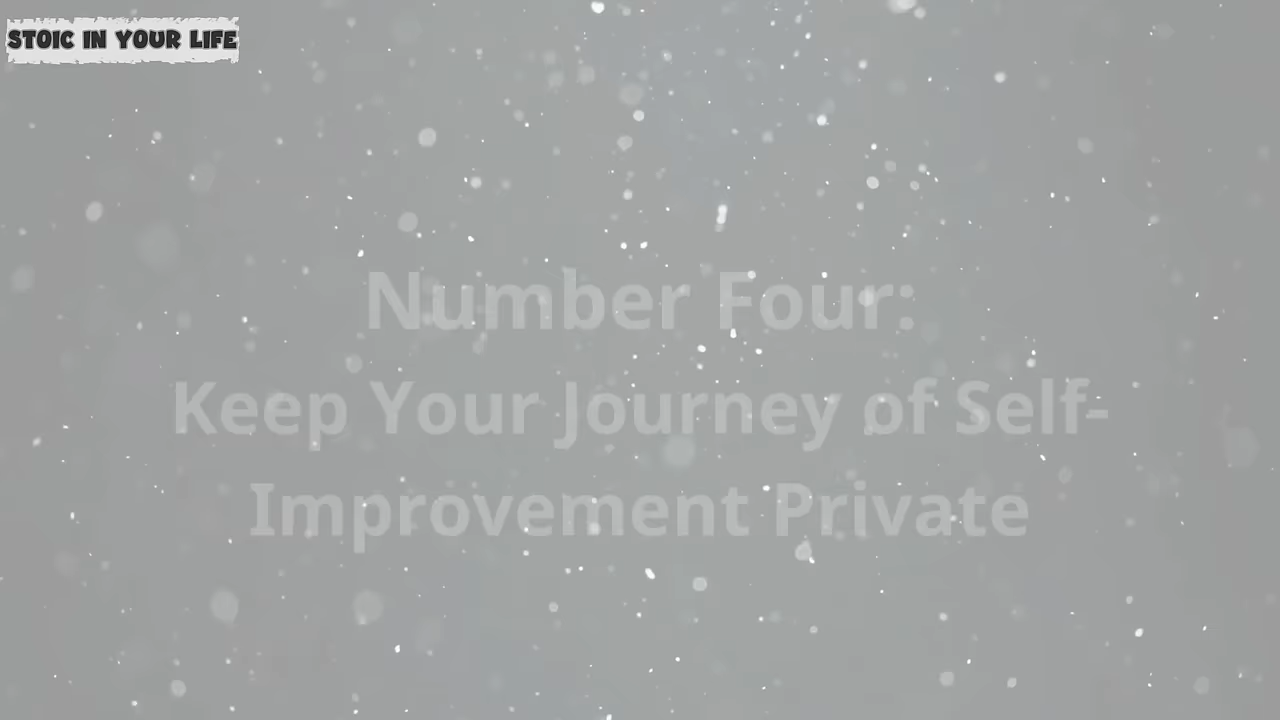 STOIC IN YOUR LIFE
Number Four:
Keep Your Journey of Self-
Improvement Private